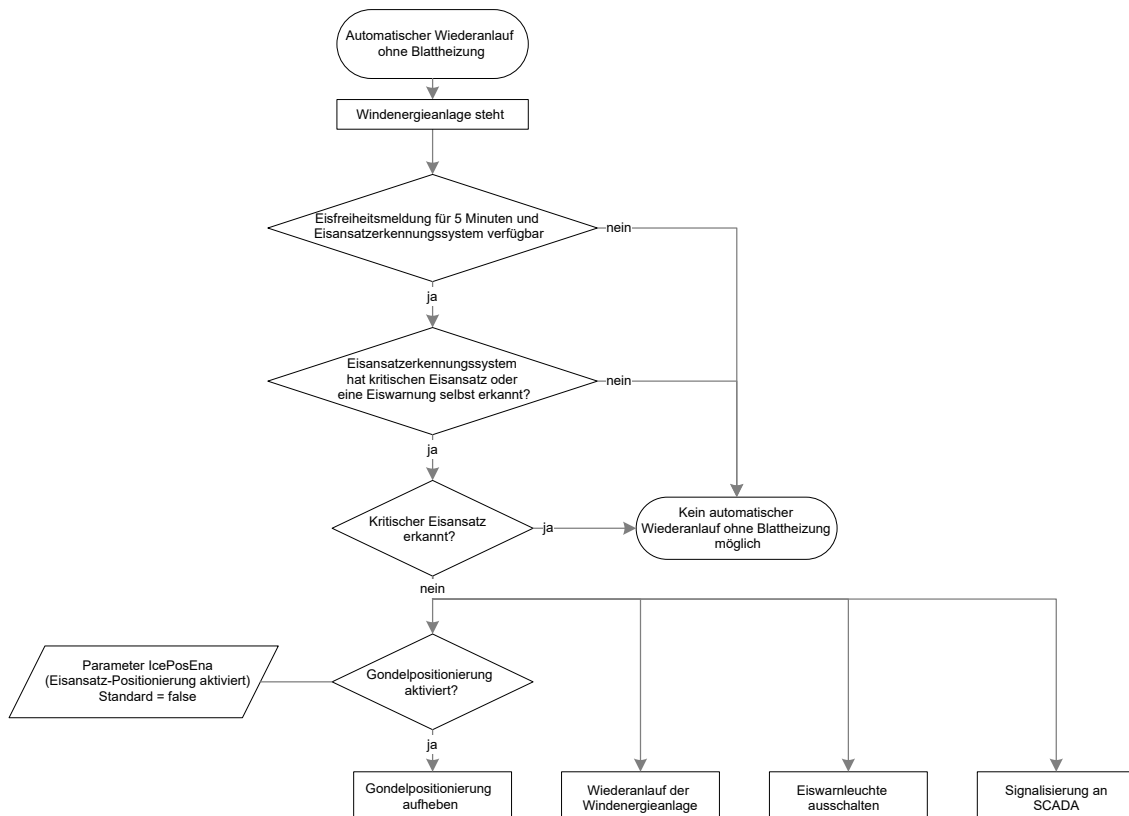 Automatischer Wiederanlauf
ohne Blattheizung
Windenergieanlage steht
Eisfreiheitsmeldung für 5 Minuten und
Eisansatzerkennungssystem verfügbar
nein
ja
Eisansatzerkennungssystem
hat kritischen Eisansatz oder
eine Eiswarnung selbst erkannt?
nein
ja
Kritischer Eisansatz
erkannt?
ja
Kein automatischer
Wiederanlauf ohne Blattheizung
möglich
nein
Parameter IcePosEna
(Eisansatz-Positionierung aktiviert)
Standard = false
Gondelpositionierung
aktiviert?
ja
Gondelpositionierung
aufheben
Wiederanlauf der
Windenergieanlage
Eiswarnleuchte
ausschalten
Signalisierung an
SCADA